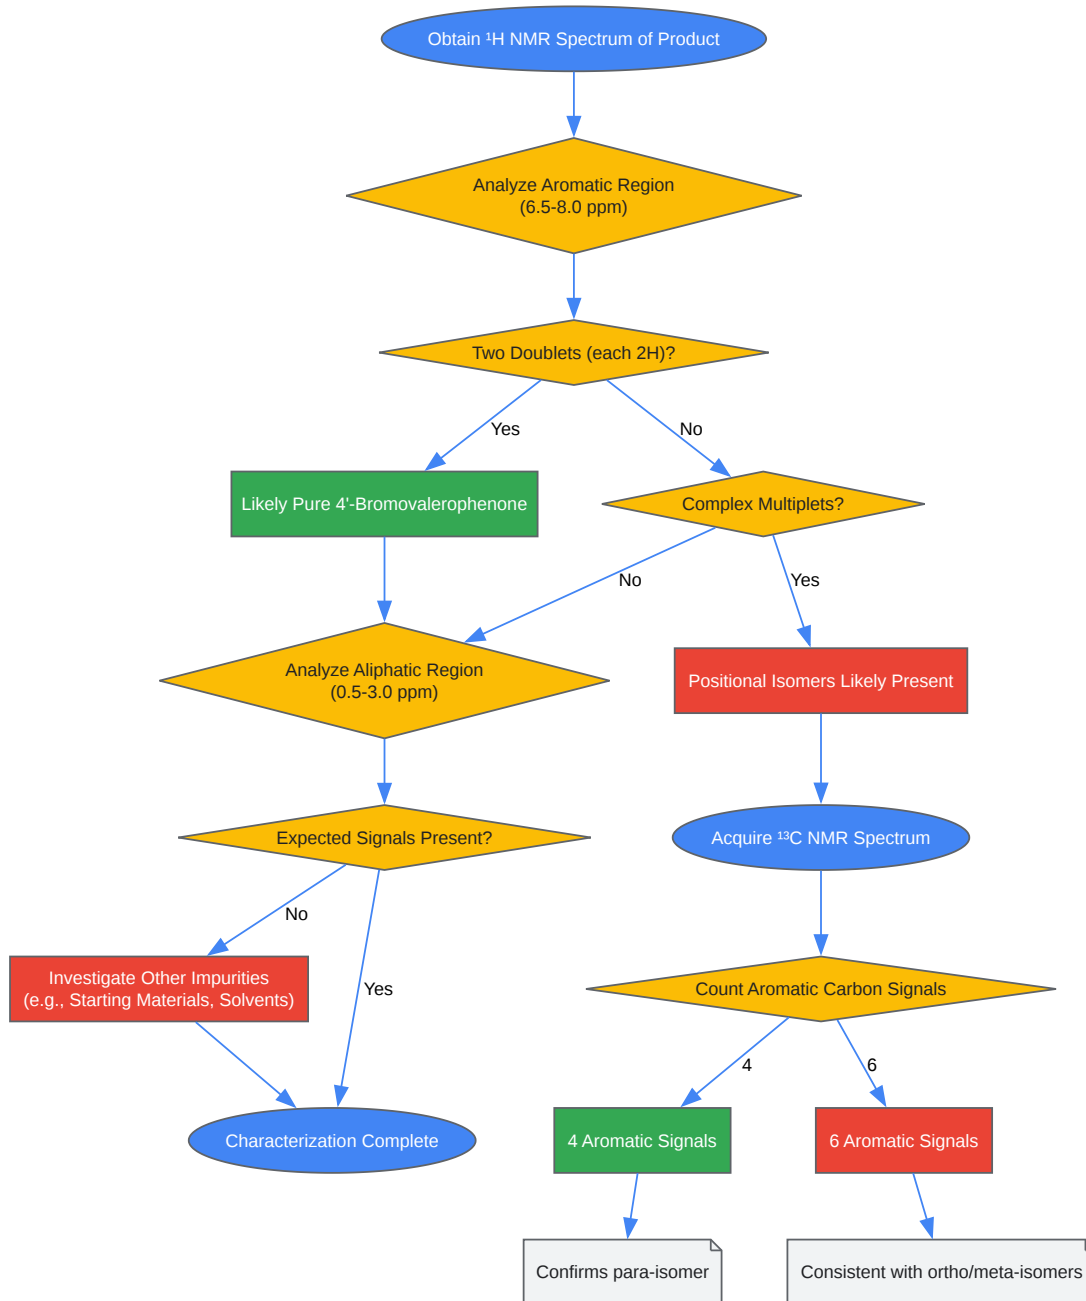 Obtain ¹H NMR Spectrum of Product
Analyze Aromatic Region
(6.5-8.0 ppm)
Two Doublets (each 2H)?
Yes
No
Likely Pure 4'-Bromovalerophenone
Complex Multiplets?
No
Yes
Analyze Aliphatic Region
(0.5-3.0 ppm)
Positional Isomers Likely Present
Expected Signals Present?
Acquire ¹³C NMR Spectrum
No
Yes
Investigate Other Impurities
(e.g., Starting Materials, Solvents)
Count Aromatic Carbon Signals
4
6
Characterization Complete
4 Aromatic Signals
6 Aromatic Signals
Confirms para-isomer
Consistent with ortho/meta-isomers